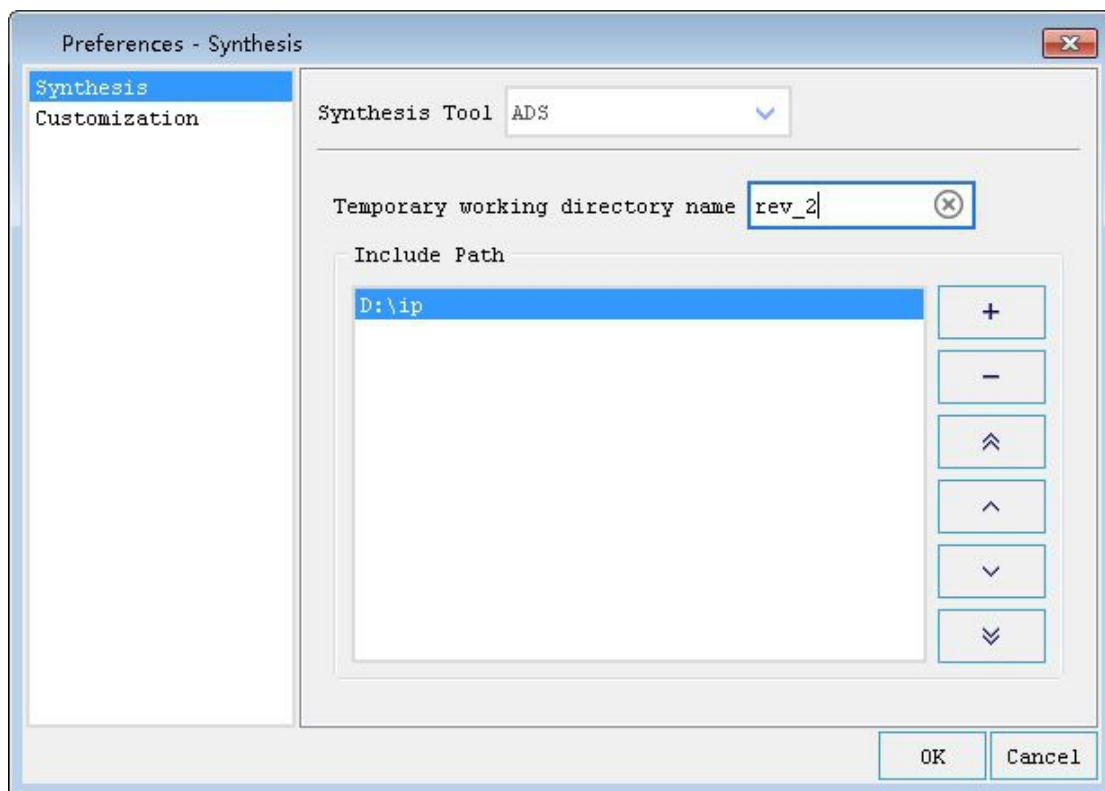 Preferences - Synthesis
Synthesis
Customization
Synthesis Tool ADS
Temporary working directory name rev_2
Include Path
D:\ip
OK Cancel